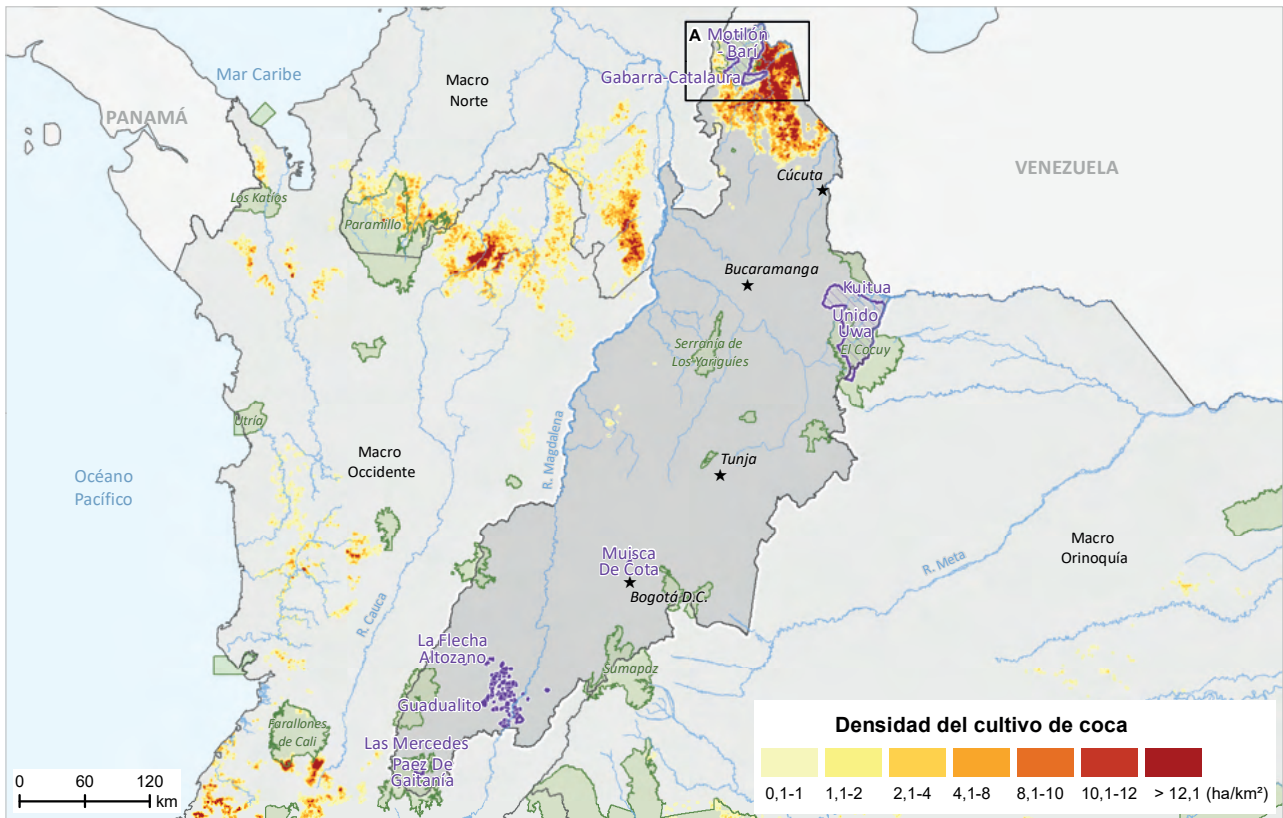 A
Motilón
- Barí
Gabarra-Catalaura
Mar Caribe
Macro
Norte
PANAMÁ
VENEZUELA
Cúcuta
Los Katíos
Paramillo
Bucaramanga
Kuitua
Unido
Uwa
El Cocuy
Serranía de
Los Yariguíes
Utría
R. Magdalena
Macro
Occidente
Tunja
Océano
Pacífico
Macro
Orinoquía
Muisca
De Cota
R. Meta
Bogotá D.C.
R. Cauca
La Flecha
Altozano
Sumapaz
Guadualito
Farallones
de Cali
Las Mercedes
Paez De
Gaitania
Densidad del cultivo de coca
0,1-1 1,1-2 2,1-4 4,1-8 8,1-10 10,1-12 > 12,1 (ha/km²)
0 60 120
km